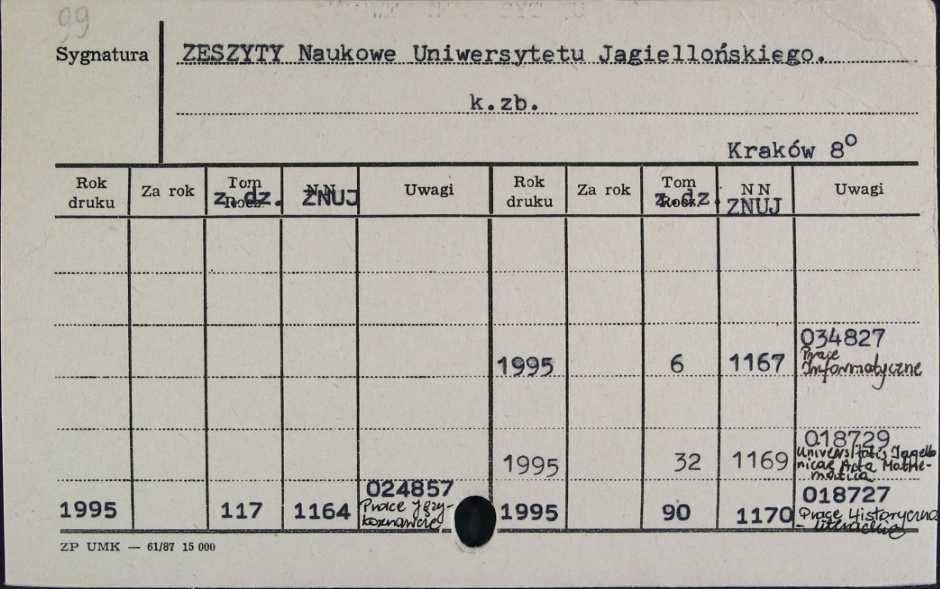 99
Sygnatura ZESZYTY Naukowe Uniwersytetu Jagiellońskiego.
k.zb.
Kraków 8°
Rok druku Za rok Tom Rocz. z.dz. NN ZNUJ Uwagi Rok druku Za rok Tom Rocz. z.dz. NN ZNUJ Uwagi
034827
1995 6 1167 Prace
Informatyczne
018729
1995 32 1169 Universitatis Jagello
nicae Acta Mathe-
matica
024857 018727
1995 117 1164 Prace Języ- 1995 90 1170 Prace Historyczno
koznawcze - literackie
ZP UMK — 61/87 15 000